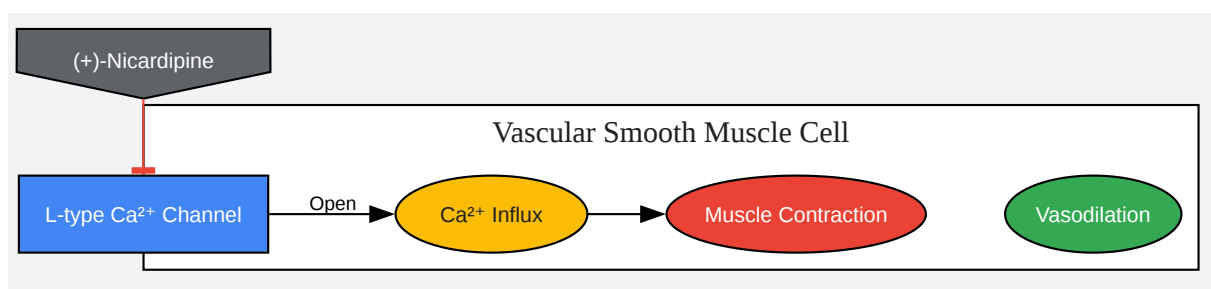 (+)-Nicardipine
Vascular Smooth Muscle Cell
L-type Ca²⁺ Channel
Open
Ca²⁺ Influx
Muscle Contraction
Vasodilation